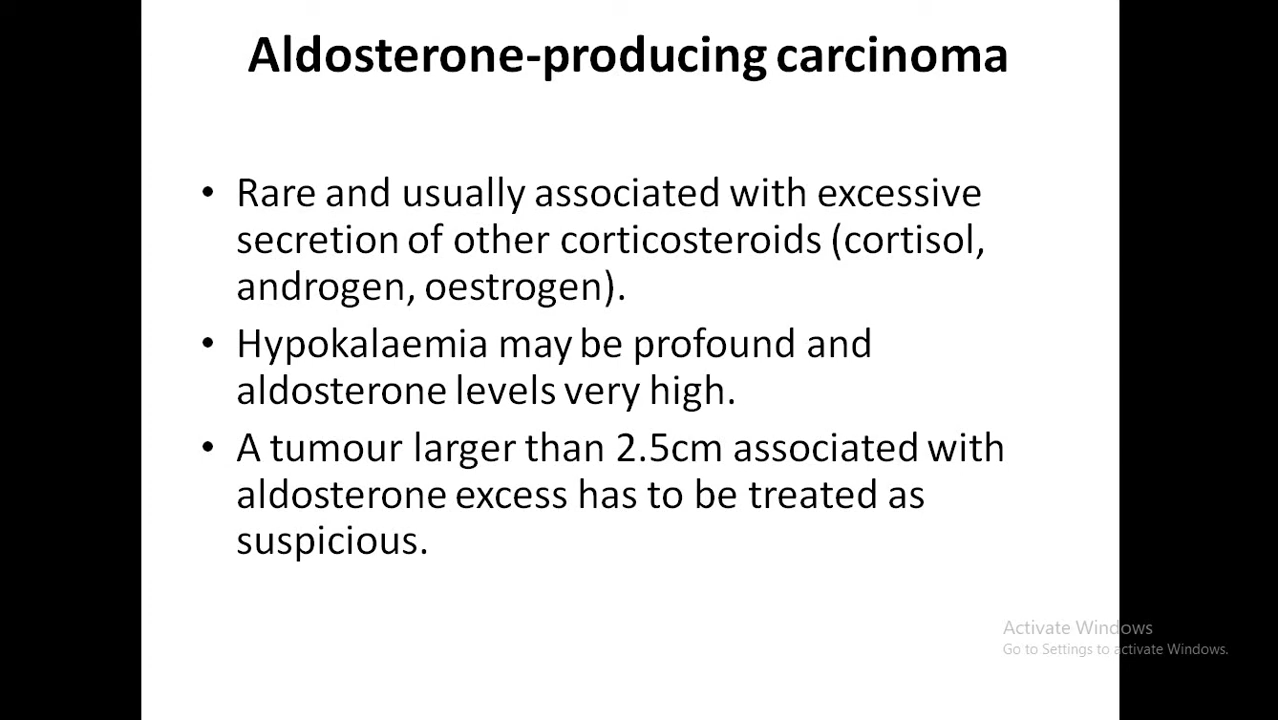 Aldosterone-producing carcinoma
• Rare and usually associated with excessive
secretion of other corticosteroids (cortisol,
androgen, oestrogen).
• Hypokalaemia may be profound and
aldosterone levels very high.
• A tumour larger than 2.5cm associated with
aldosterone excess has to be treated as
suspicious.
Activate Windows
Go to Settings to activate Windows.